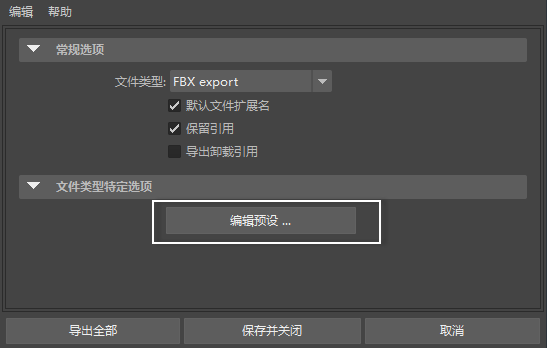 编辑 帮助
常规选项
文件类型: FBX export
默认文件扩展名
保留引用
导出卸载引用
文件类型特定选项
编辑预设 ...
导出全部 保存并关闭 取消